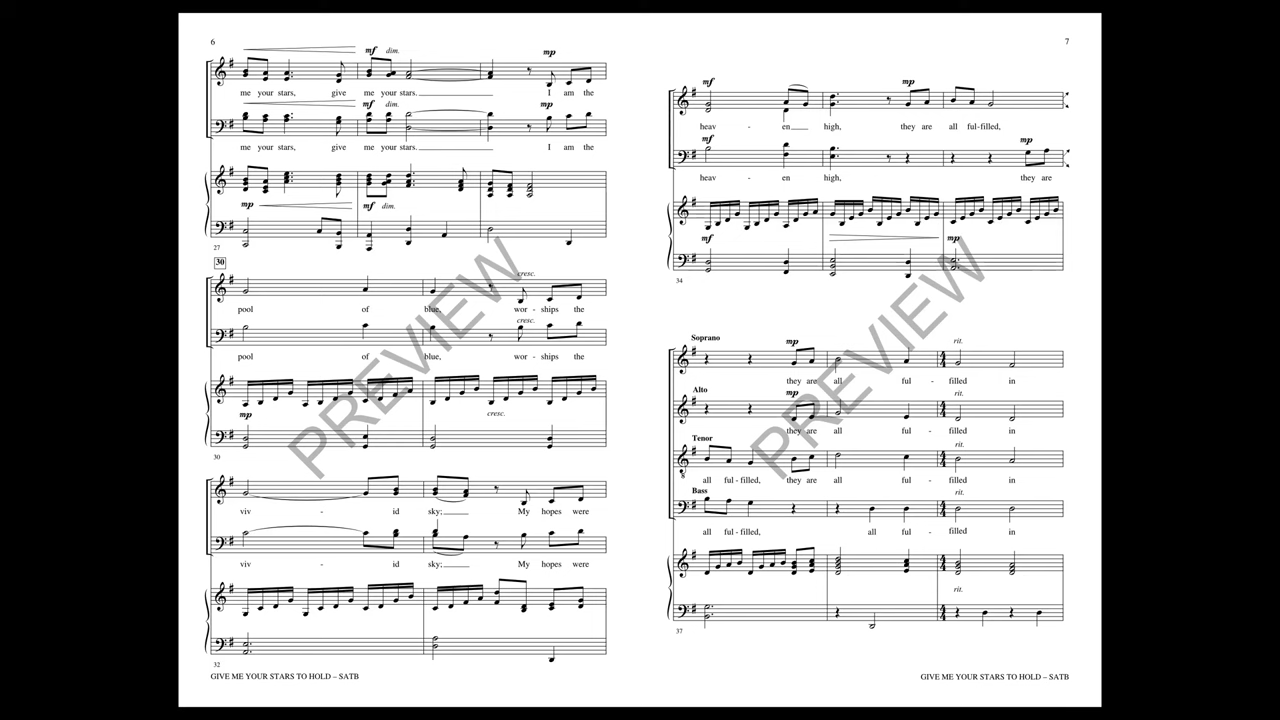 6
mf dim. mp
me your stars, give me your stars. I am the
mf dim. mp
me your stars, give me your stars. I am the
mp mf dim.
27
30
cresc.
pool of blue, wor - ships the
cresc.
pool of blue, wor - ships the
mp cresc.
30
viv - id sky; My hopes were
viv - id sky; My hopes were
32
GIVE ME YOUR STARS TO HOLD – SATB
PREVIEW
7
mf mp
heav - en high, they are all ful-filled,
mf mp
heav - en high, they are
mf mp
34
Soprano mp rit.
they are all ful - filled in
Alto mp rit.
they are all ful - filled in
Tenor rit.
all ful - filled, they are all ful - filled in
Bass rit.
all ful - filled, all ful - filled in
rit.
37
GIVE ME YOUR STARS TO HOLD – SATB
PREVIEW